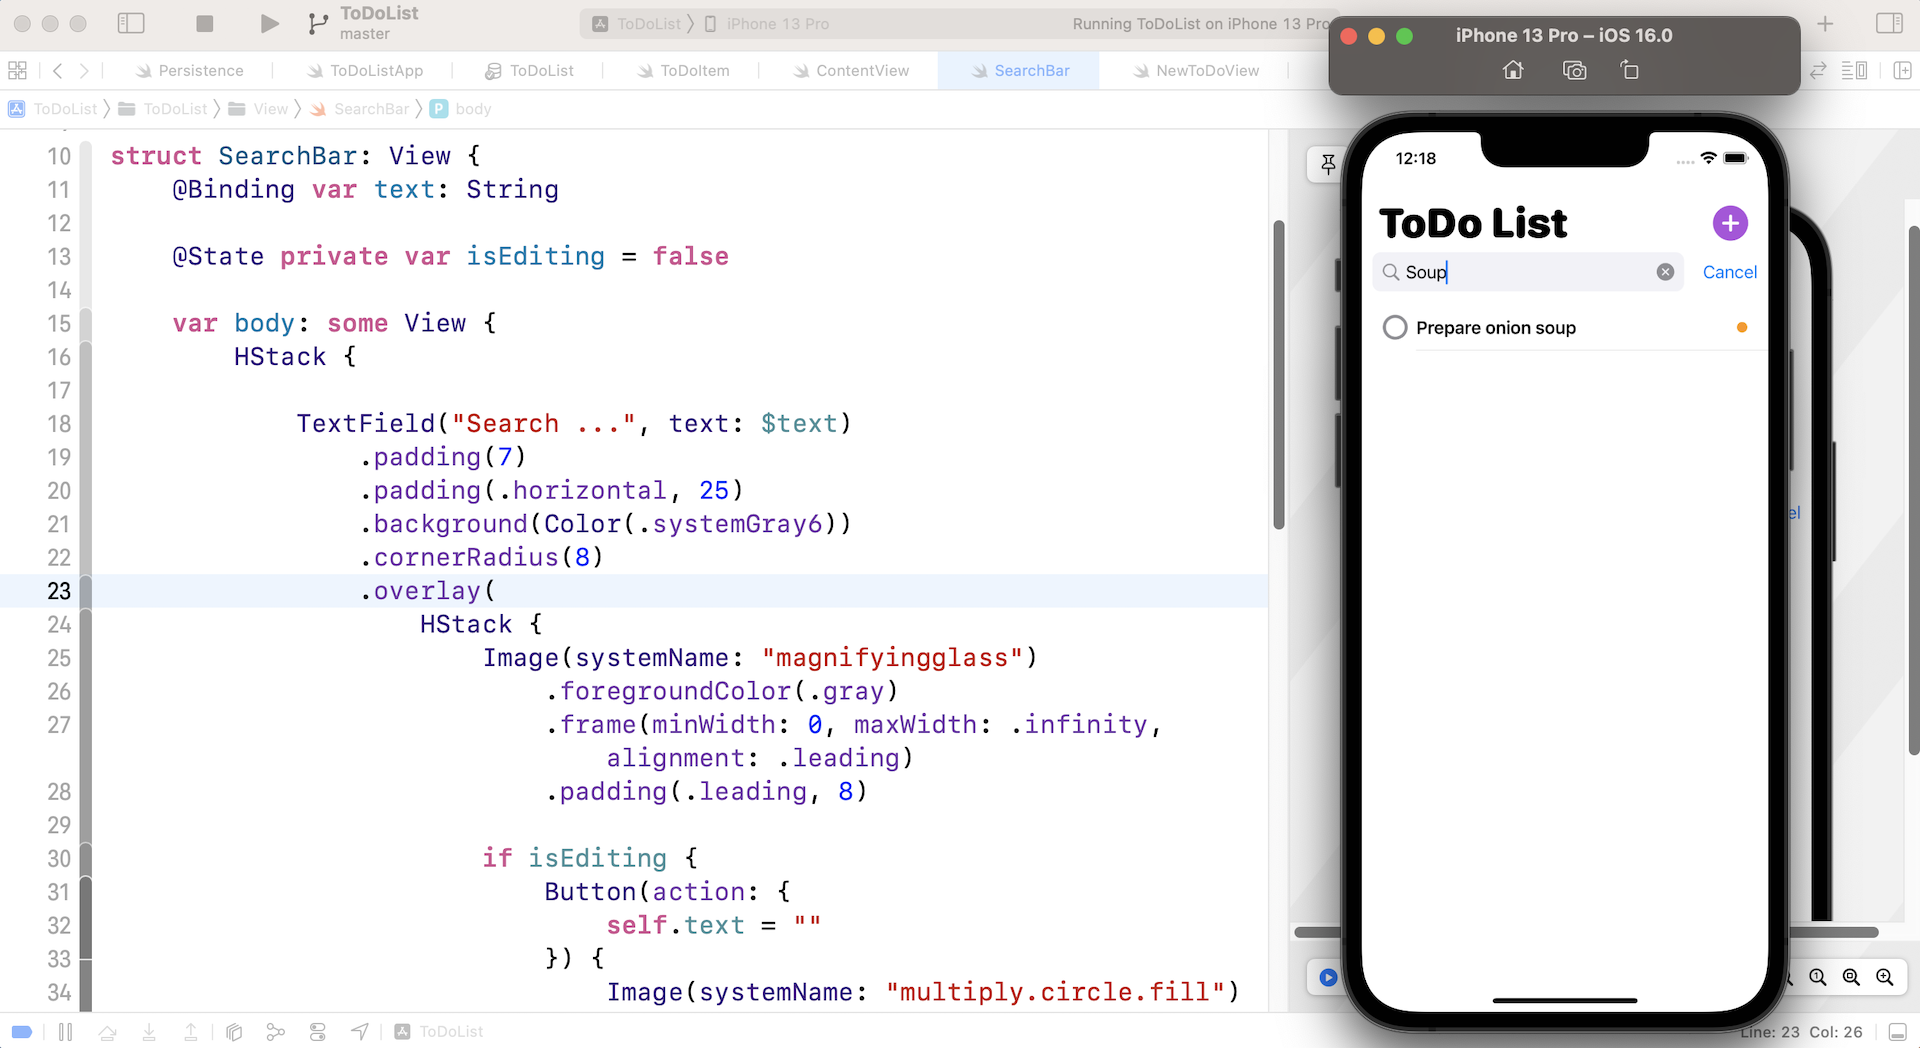 ToDoList
master
ToDoList iPhone 13 Pro
Running ToDoList on iPhone 13 Pro
Persistence ToDoListApp ToDoList ToDoItem ContentView SearchBar NewToDoView
ToDoList ToDoList View SearchBar P body
10 struct SearchBar: View {
11 @Binding var text: String
12
13 @State private var isEditing = false
14
15 var body: some View {
16 HStack {
17
18 TextField("Search ...", text: $text)
19 .padding(7)
20 .padding(.horizontal, 25)
21 .background(Color(.systemGray6))
22 .cornerRadius(8)
23 .overlay(
24 HStack {
25 Image(systemName: "magnifyingglass")
26 .foregroundColor(.gray)
27 .frame(minWidth: 0, maxWidth: .infinity,
alignment: .leading)
28 .padding(.leading, 8)
29
30 if isEditing {
31 Button(action: {
32 self.text = ""
33 }) {
34 Image(systemName: "multiply.circle.fill")
ToDoList
iPhone 13 Pro – iOS 16.0
12:18
ToDo List
Soup Cancel
Prepare onion soup
el
Line: 23 Col: 26